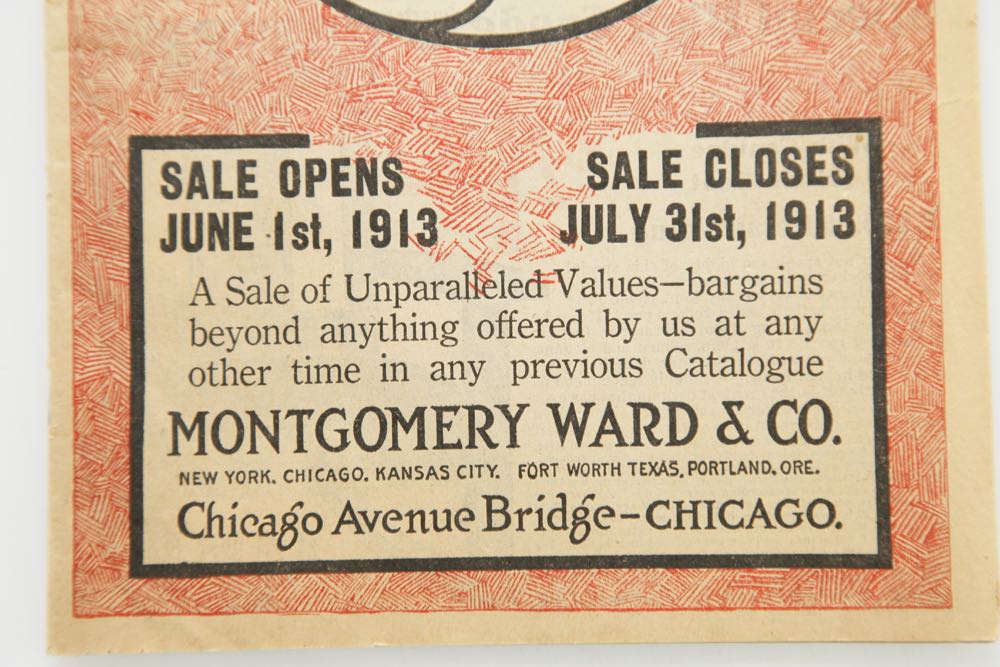 SALE OPENS
JUNE 1st, 1913
SALE CLOSES
JULY 31st, 1913
A Sale of Unparalleled Values—bargains
beyond anything offered by us at any
other time in any previous Catalogue
MONTGOMERY WARD & CO.
NEW YORK. CHICAGO. KANSAS CITY. FORT WORTH TEXAS. PORTLAND. ORE.
Chicago Avenue Bridge–CHICAGO.